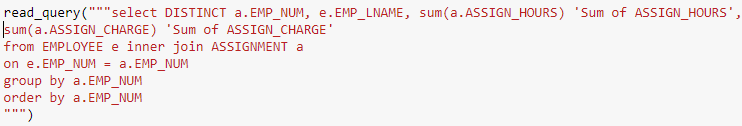 read_query("""select DISTINCT a.EMP_NUM, e.EMP_LNAME, sum(a.ASSIGN_HOURS) 'Sum of ASSIGN_HOURS',
sum(a.ASSIGN_CHARGE) 'Sum of ASSIGN_CHARGE'
from EMPLOYEE e inner join ASSIGNMENT a
on e.EMP_NUM = a.EMP_NUM
group by a.EMP_NUM
order by a.EMP_NUM
""")